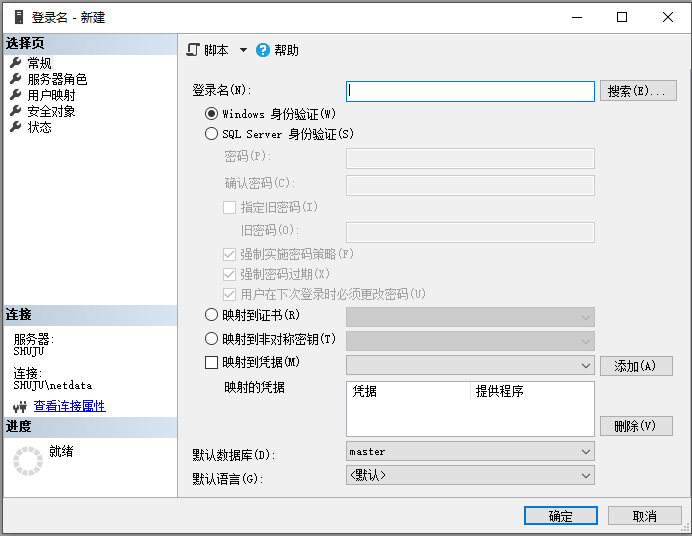 登录名 - 新建
选择页
常规
服务器角色
用户映射
安全对象
状态
脚本
帮助
登录名(N):
搜索(E)...
Windows 身份验证(W)
SQL Server 身份验证(S)
密码(P):
确认密码(C):
指定旧密码(I)
旧密码(O):
强制实施密码策略(F)
强制密码过期(X)
用户在下次登录时必须更改密码(U)
映射到证书(R)
映射到非对称密钥(T)
映射到凭据(M)
添加(A)
映射的凭据
凭据 提供程序
删除(V)
默认数据库(D):
master
默认语言(G):
<默认>
连接
服务器:
SHUJU
连接:
SHUJU\netdata
查看连接属性
进度
就绪
确定
取消